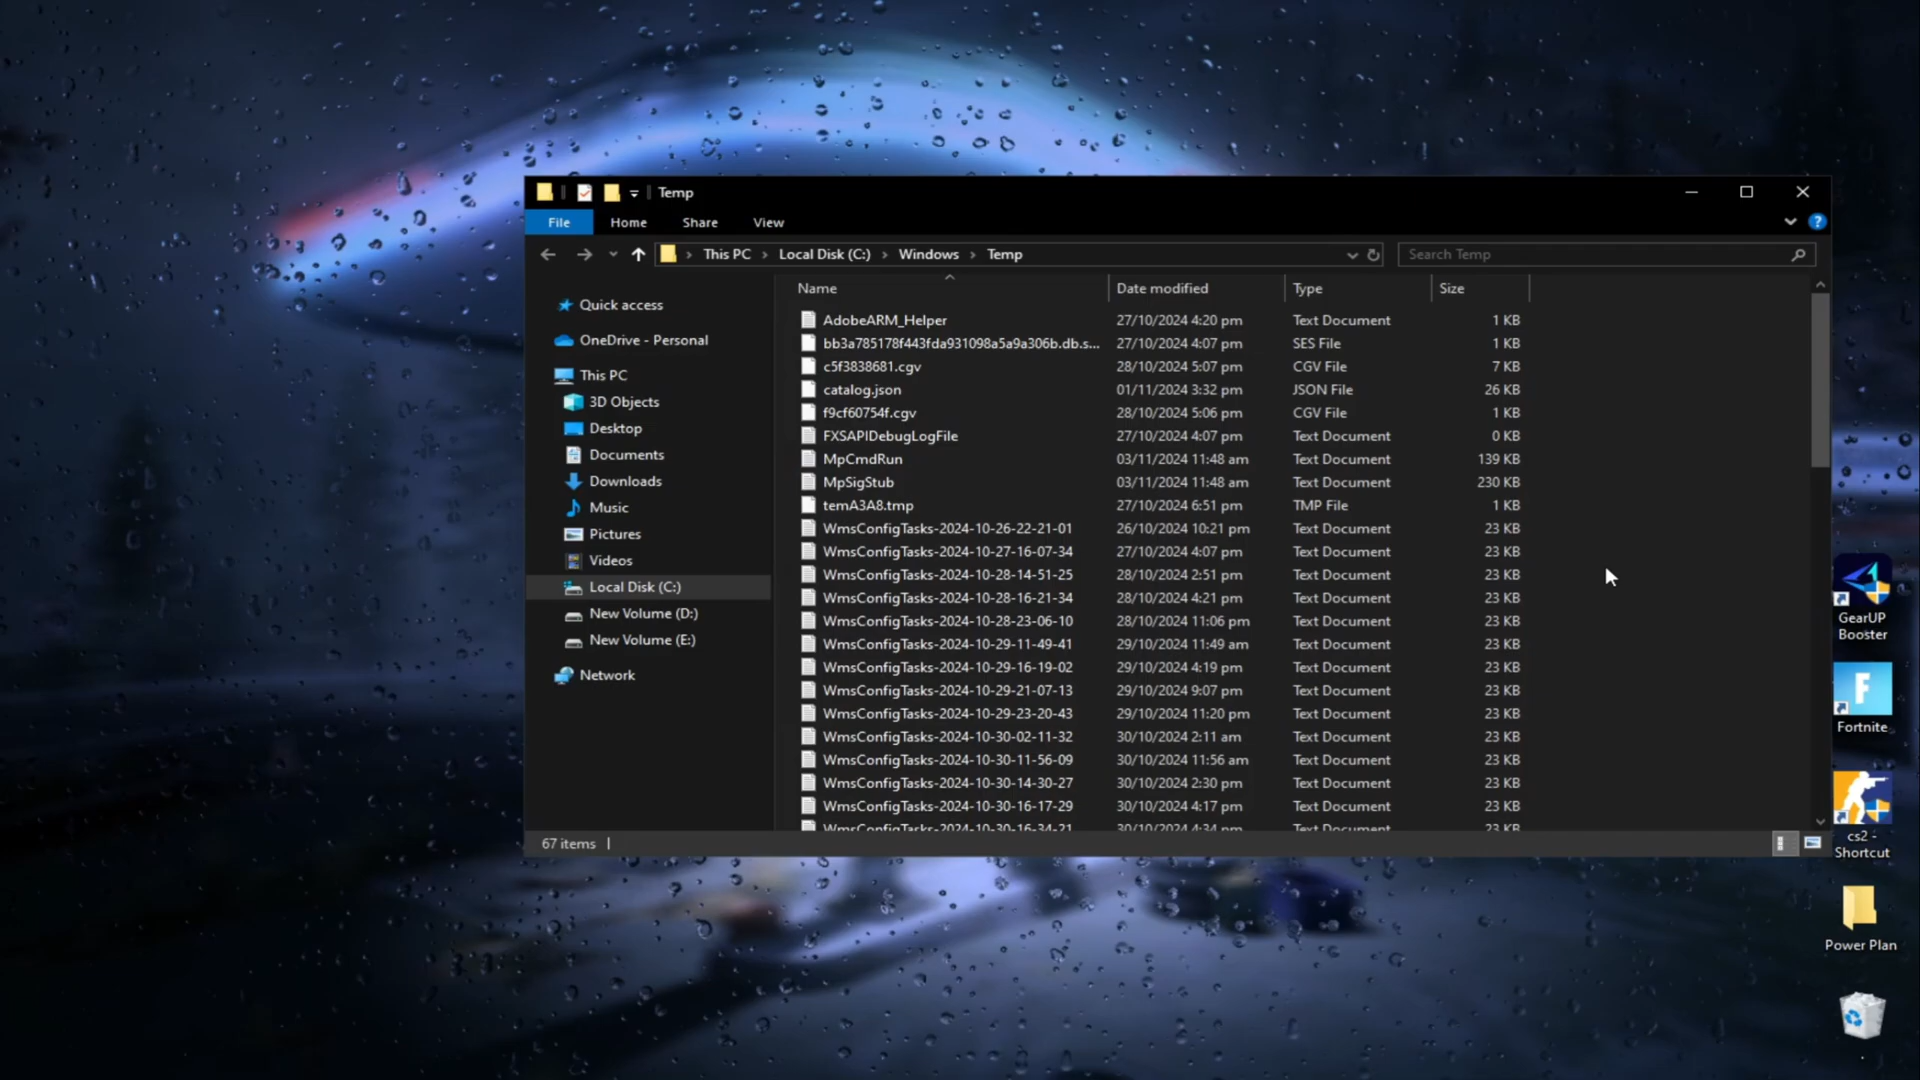 Temp
File Home Share View
This PC Local Disk (C:) Windows Temp Search Temp
Name Date modified Type Size
Quick access
OneDrive - Personal
This PC
3D Objects
Desktop
Documents
Downloads
Music
Pictures
Videos
Local Disk (C:)
New Volume (D:)
New Volume (E:)
Network
AdobeARM_Helper 27/10/2024 4:20 pm Text Document 1 KB
bb3a785178f443fda931098a5a9a306b.db.s... 27/10/2024 4:07 pm SES File 1 KB
c5f3838681.cgv 28/10/2024 5:07 pm CGV File 7 KB
catalog.json 01/11/2024 3:32 pm JSON File 26 KB
f9cf60754f.cgv 28/10/2024 5:06 pm CGV File 1 KB
FXSAPIDebugLogFile 27/10/2024 4:07 pm Text Document 0 KB
MpCmdRun 03/11/2024 11:48 am Text Document 139 KB
MpSigStub 03/11/2024 11:48 am Text Document 230 KB
temA3A8.tmp 27/10/2024 6:51 pm TMP File 1 KB
WmsConfigTasks-2024-10-26-22-21-01 26/10/2024 10:21 pm Text Document 23 KB
WmsConfigTasks-2024-10-27-16-07-34 27/10/2024 4:07 pm Text Document 23 KB
WmsConfigTasks-2024-10-28-14-51-25 28/10/2024 2:51 pm Text Document 23 KB
WmsConfigTasks-2024-10-28-16-21-34 28/10/2024 4:21 pm Text Document 23 KB
WmsConfigTasks-2024-10-28-23-06-10 28/10/2024 11:06 pm Text Document 23 KB
WmsConfigTasks-2024-10-29-11-49-41 29/10/2024 11:49 am Text Document 23 KB
WmsConfigTasks-2024-10-29-16-19-02 29/10/2024 4:19 pm Text Document 23 KB
WmsConfigTasks-2024-10-29-21-07-13 29/10/2024 9:07 pm Text Document 23 KB
WmsConfigTasks-2024-10-29-23-20-43 29/10/2024 11:20 pm Text Document 23 KB
WmsConfigTasks-2024-10-30-02-11-32 30/10/2024 2:11 am Text Document 23 KB
WmsConfigTasks-2024-10-30-11-56-09 30/10/2024 11:56 am Text Document 23 KB
WmsConfigTasks-2024-10-30-14-30-27 30/10/2024 2:30 pm Text Document 23 KB
WmsConfigTasks-2024-10-30-16-17-29 30/10/2024 4:17 pm Text Document 23 KB
WmsConfigTasks-2024-10-30-16-34-21 30/10/2024 4:34 pm Text Document 23 KB
67 items
GearUP
Booster
Fortnite
cs2 -
Shortcut
Power Plan